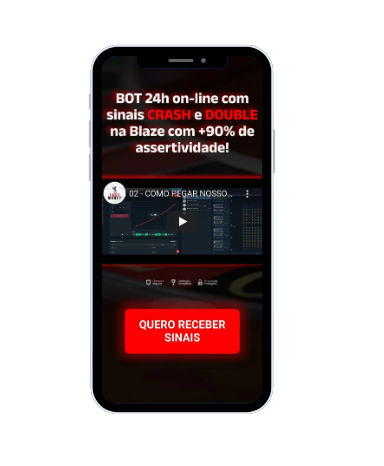 BOT 24h on-line com
sinais CRASH e DOUBLE
na Blaze com +90% de
assertividade!
02 - COMO PEGAR NOSSO...
QUERO RECEBER
SINAIS